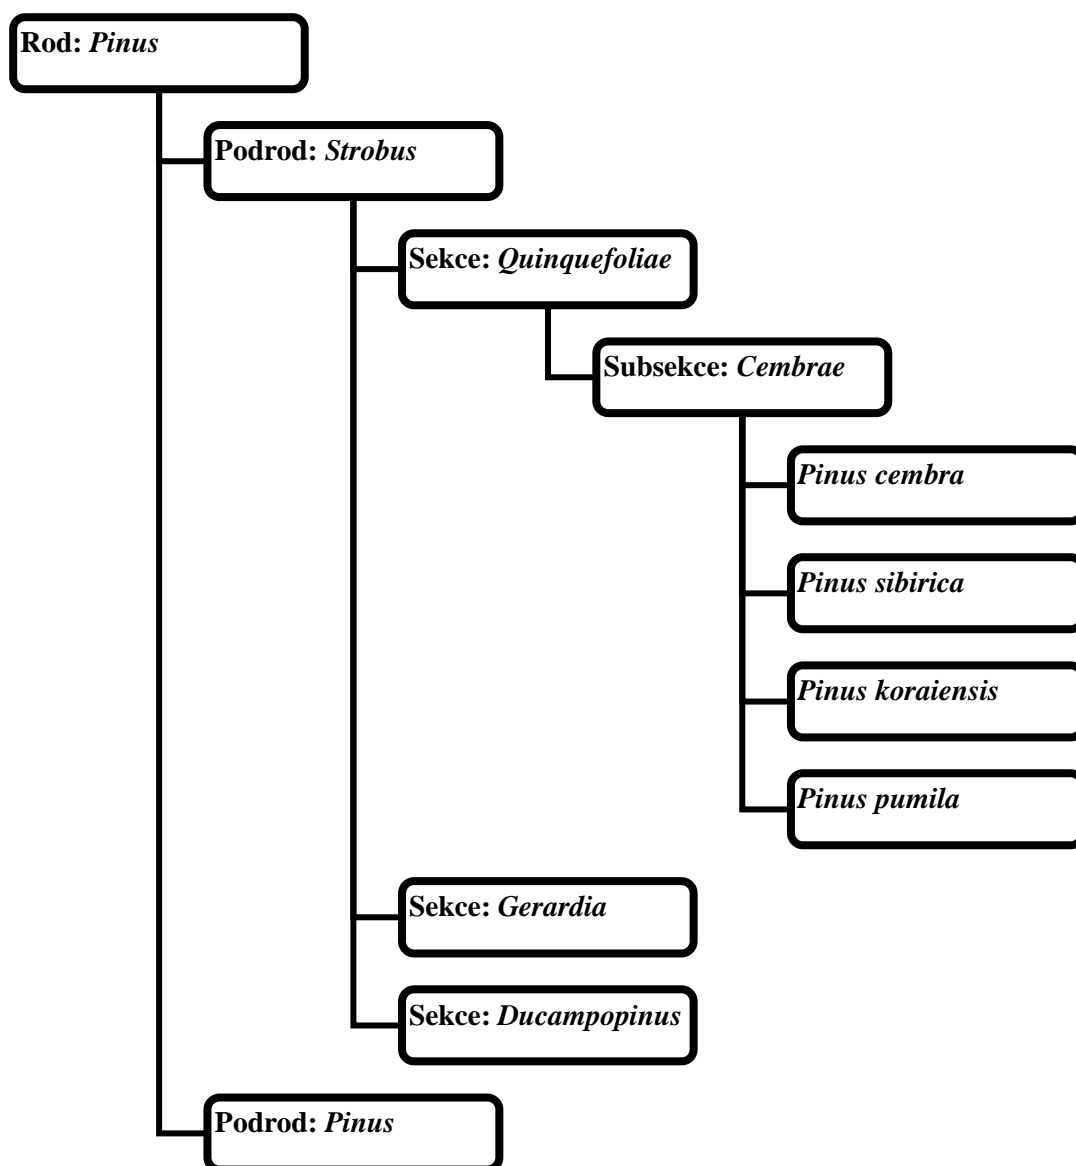 Rod: Pinus
Podrod: Strobus
Sekce: Quinquefoliae
Subsekce: Cembrae
Pinus cembra
Pinus sibirica
Pinus koraiensis
Pinus pumila
Sekce: Gerardia
Sekce: Ducampopinus
Podrod: Pinus